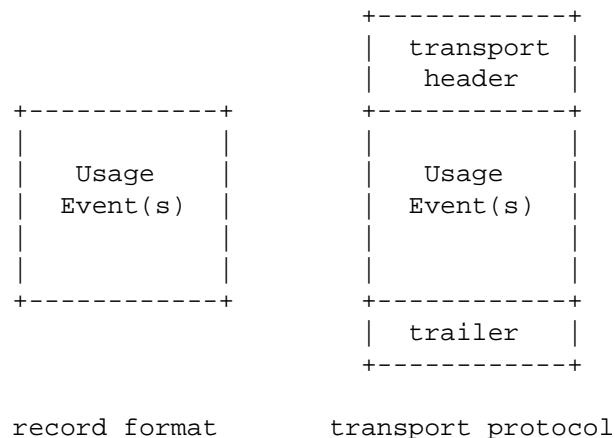 transport
header
Usage Usage
Event(s) Event(s)
trailer
record format transport protocol